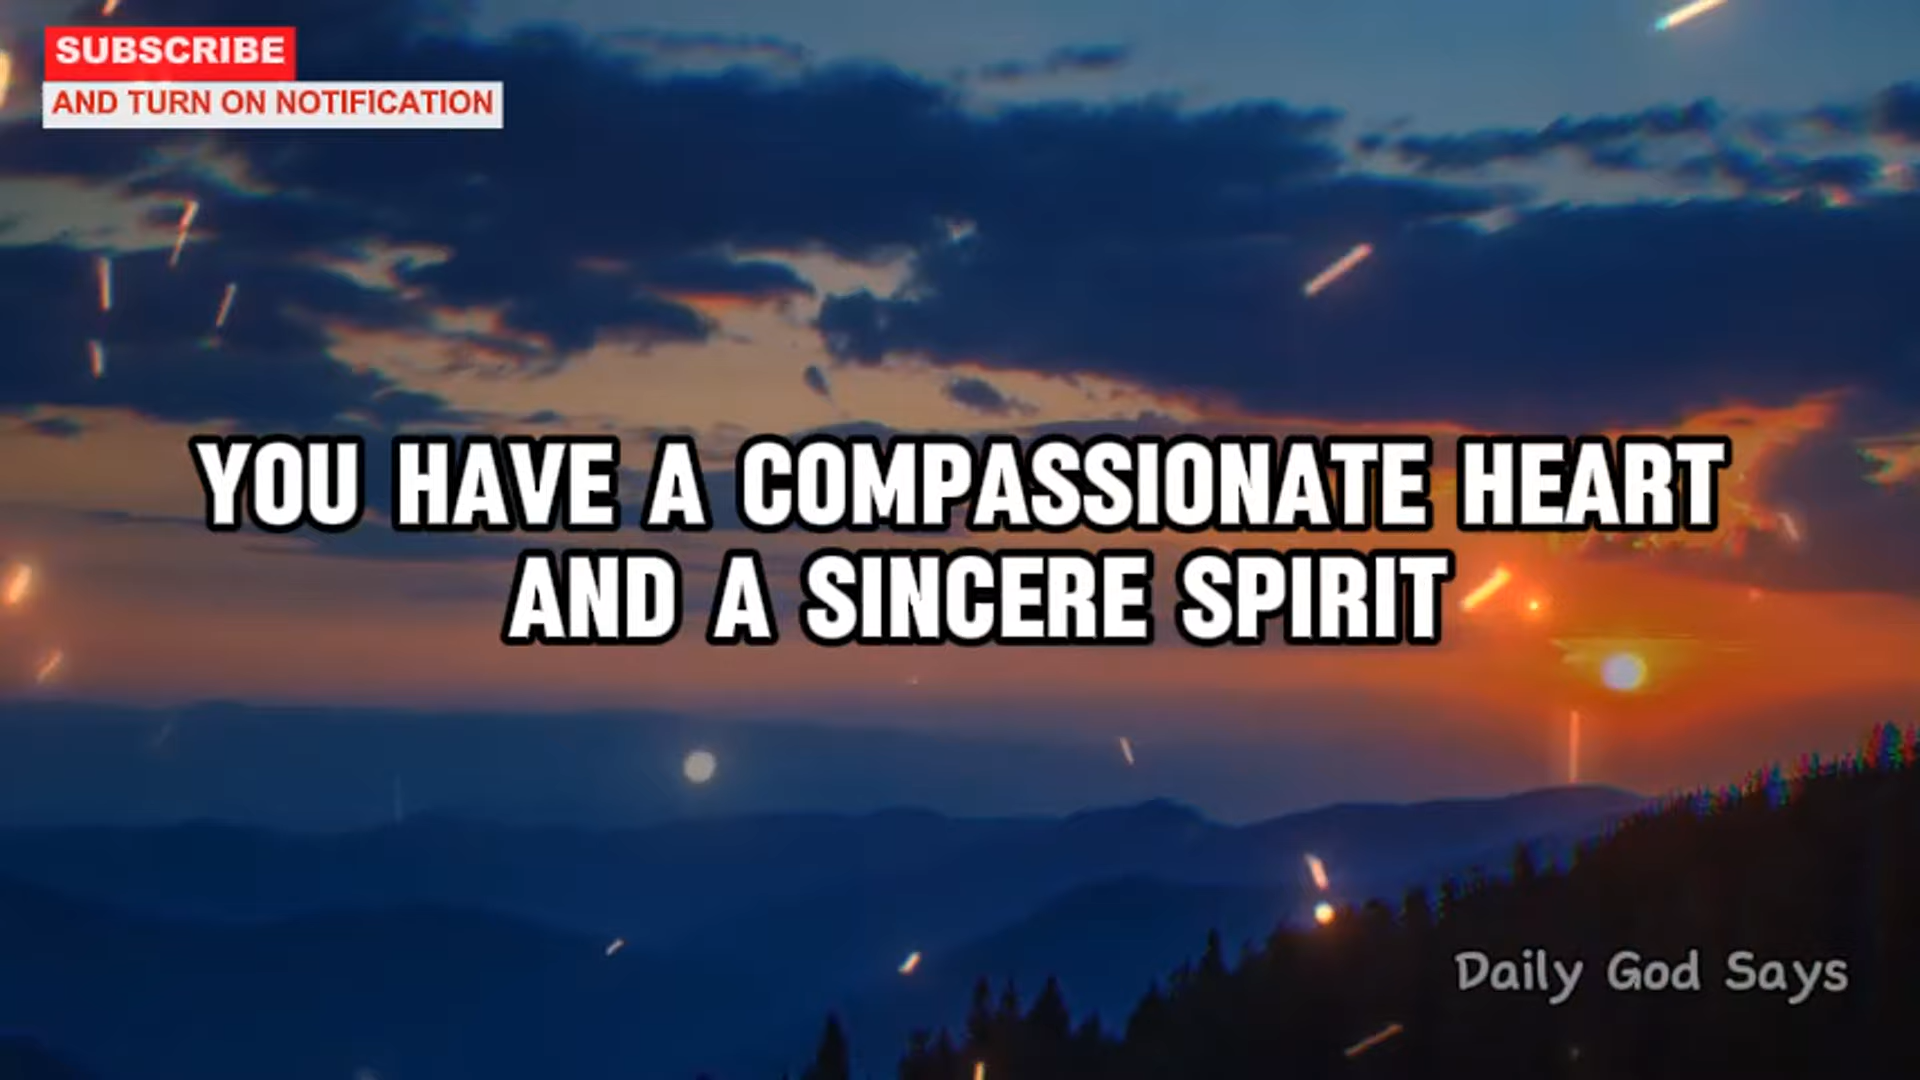 SUBSCRIBE
AND TURN ON NOTIFICATION
YOU HAVE A COMPASSIONATE HEART
AND A SINCERE SPIRIT
Daily God Says